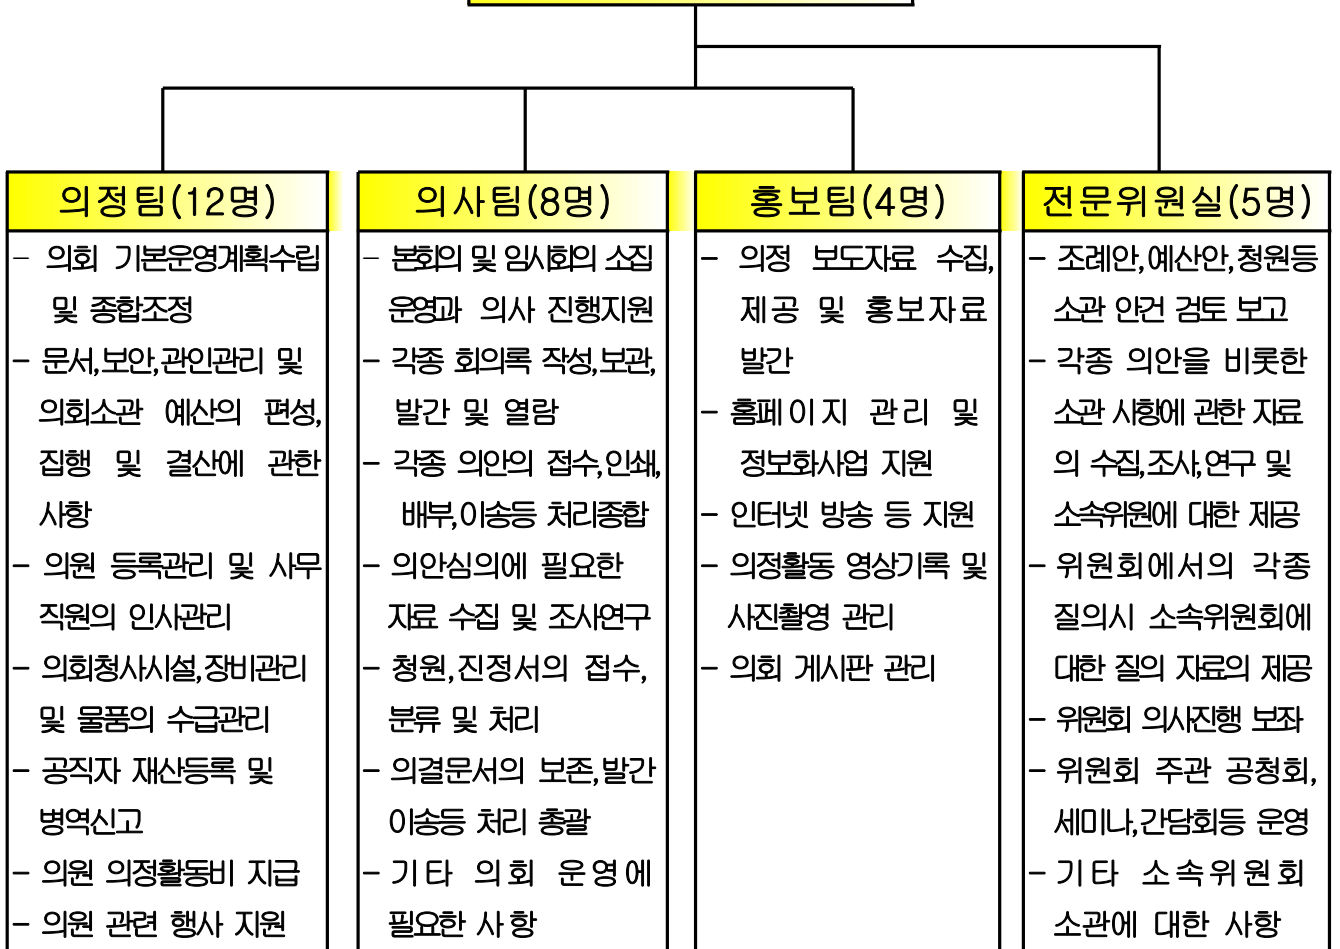 의정팀(12명)
- 의회 기본운영계획수립
및 종합조정
- 문서,보안,관인관리 및
의회소관 예산의 편성,
집행 및 결산에 관한
사항
- 의원 등록관리 및 사무
직원의 인사관리
- 의회청사시설,장비관리
및 물품의 수급관리
- 공직자 재산등록 및
병역신고
- 의원 의정활동비 지급
- 의원 관련 행사 지원
의사팀(8명)
- 본회의 및 임시회의 소집
운영과 의사 진행지원
- 각종 회의록 작성,보관,
발간 및 열람
- 각종 의안의 접수,인쇄,
배부,이송등 처리종합
- 의안심의에 필요한
자료 수집 및 조사연구
- 청원,진정서의 접수,
분류 및 처리
- 의결문서의 보존,발간
이송등 처리 총괄
- 기타 의회 운영에
필요한 사항
홍보팀(4명)
- 의정 보도자료 수집,
제공 및 홍보자료
발간
- 홈페이지 관리 및
정보화사업 지원
- 인터넷 방송 등 지원
- 의정활동 영상기록 및
사진촬영 관리
- 의회 게시판 관리
전문위원실(5명)
- 조례안,예산안,청원등
소관 안건 검토 보고
- 각종 의안을 비롯한
소관 사항에 관한 자료
의 수집,조사,연구 및
소속위원에 대한 제공
- 위원회에서의 각종
질의시 소속위원회에
대한 질의 자료의 제공
- 위원회 의사진행 보좌
- 위원회 주관 공청회,
세미나,간담회등 운영
- 기타 소속위원회
소관에 대한 사항